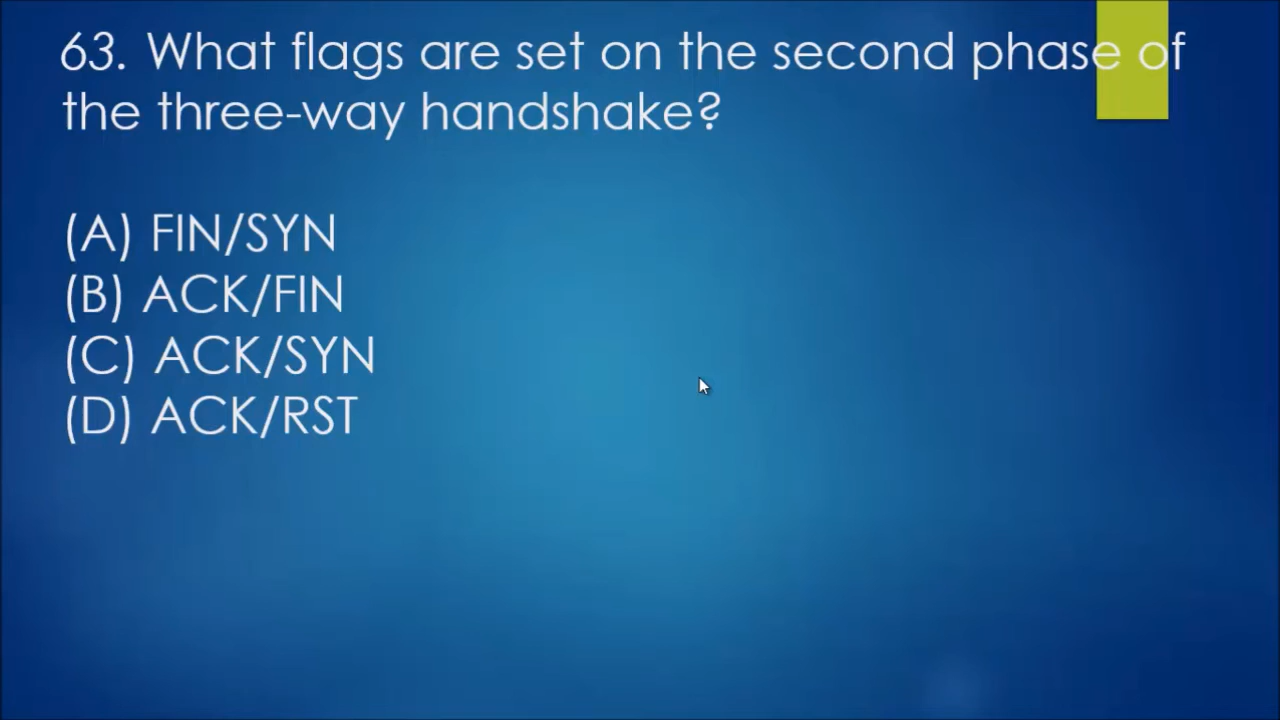 63. What flags are set on the second phase of
the three-way handshake?
(A) FIN/SYN
(B) ACK/FIN
(C) ACK/SYN
(D) ACK/RST